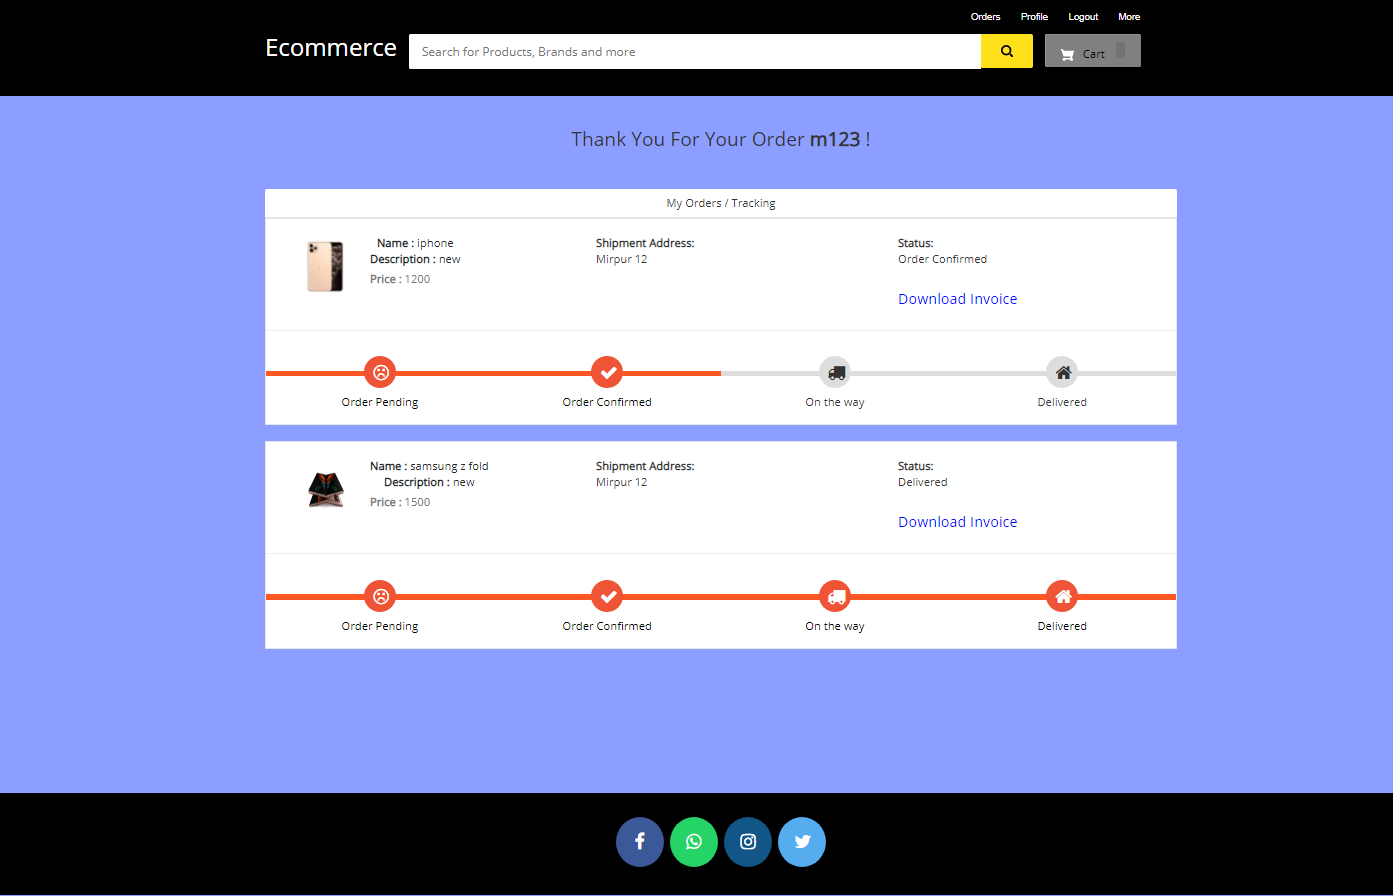 Orders Profile Logout More
Ecommerce Search for Products, Brands and more Cart
Thank You For Your Order m123 !
My Orders / Tracking
Name : iphone
Description : new
Price : 1200
Shipment Address:
Mirpur 12
Status:
Order Confirmed
Download Invoice
Order Pending Order Confirmed On the way Delivered
Name : samsung z fold
Description : new
Price : 1500
Shipment Address:
Mirpur 12
Status:
Delivered
Download Invoice
Order Pending Order Confirmed On the way Delivered